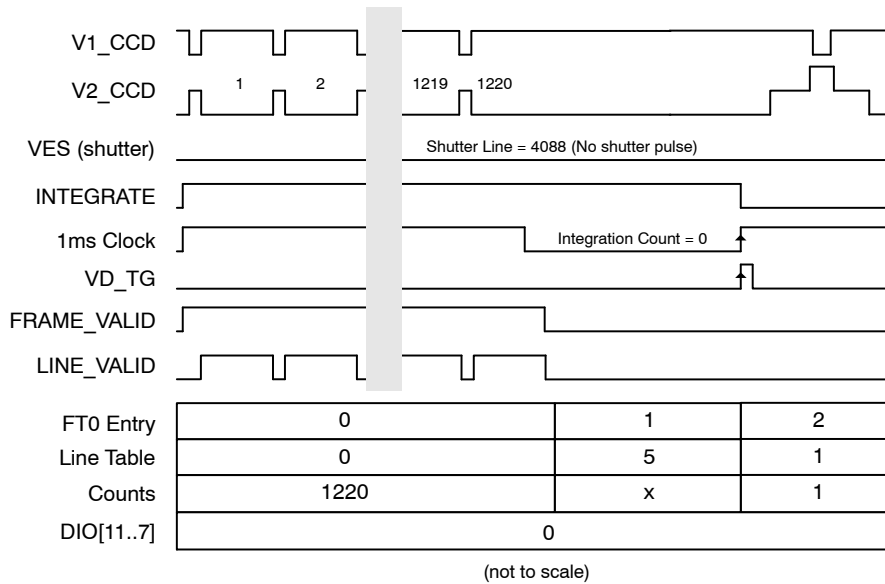 V1_CCD
V2_CCD 1 2 1219 1220
VES (shutter) Shutter Line = 4088 (No shutter pulse)
INTEGRATE
1ms Clock Integration Count = 0
VD_TG
FRAME_VALID
LINE_VALID
FT0 Entry 0 1 2
Line Table 0 5 1
Counts 1220 x 1
DIO[11..7] 0
(not to scale)